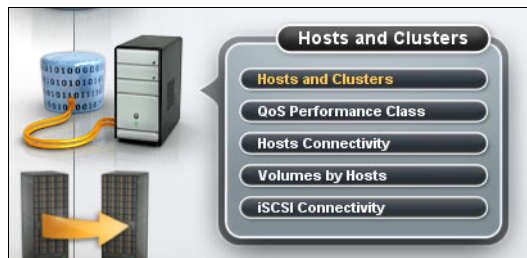 Hosts and Clusters
Hosts and Clusters
QoS Performance Class
Hosts Connectivity
Volumes by Hosts
iSCSI Connectivity